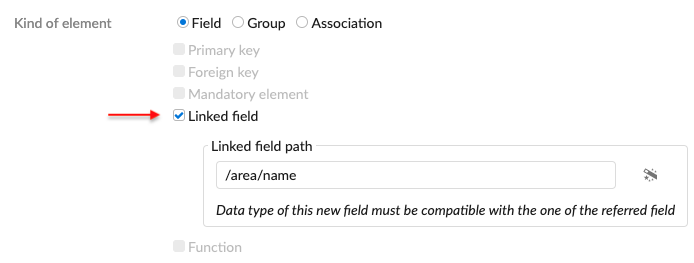 Kind of element Field Group Association
Primary key
Foreign key
Mandatory element
Linked field
Linked field path
/area/name
Data type of this new field must be compatible with the one of the referred field
Function